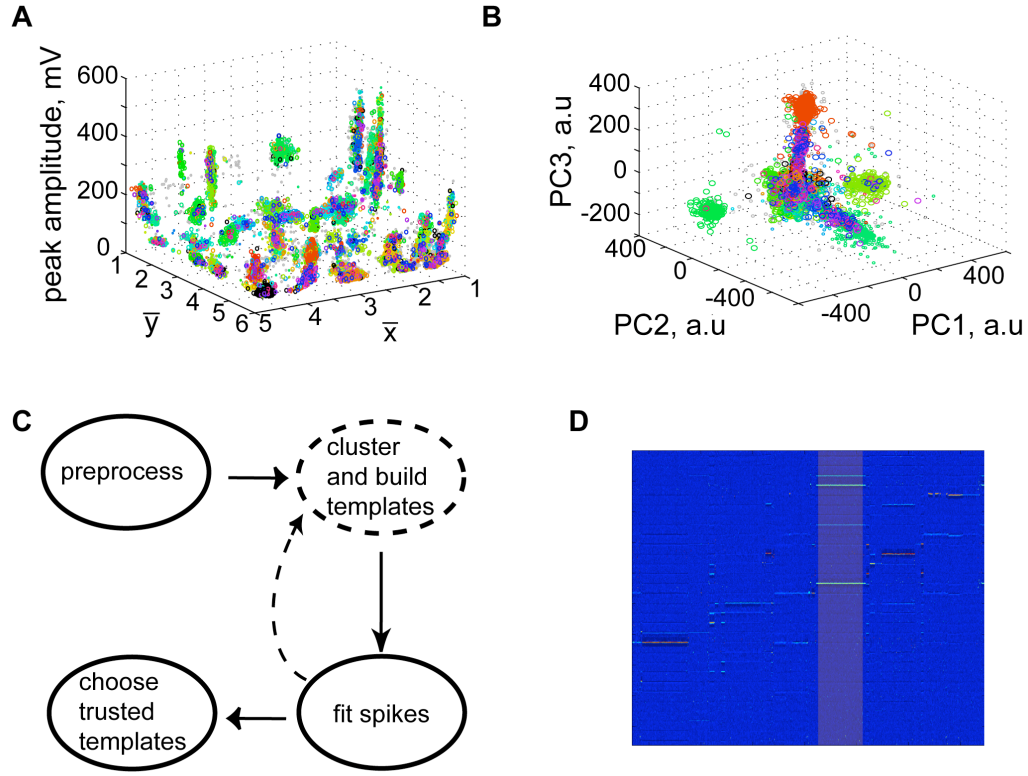 A
peak amplitude, mV
600
400
200
0
1
2
3
4
5
6
y̅
5
4
3
2
1
x̅
B
PC3, a.u
400
200
0
-200
400
0
-400
PC2, a.u
-400
0
400
PC1, a.u
C
preprocess
cluster
and build
templates
choose
trusted
templates
fit spikes
D